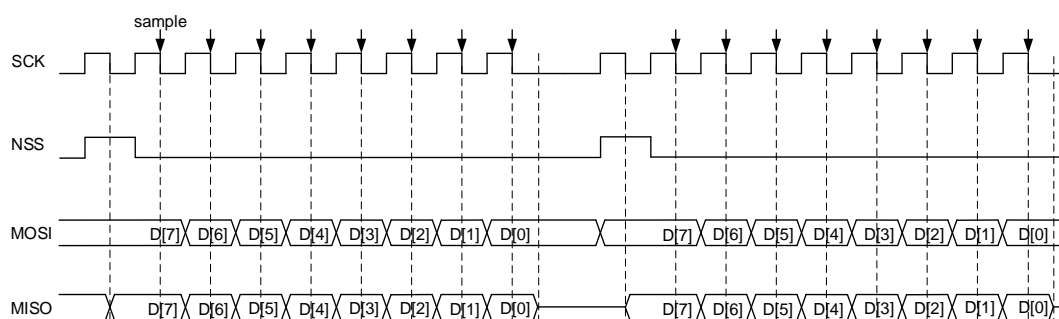 sample
SCK
NSS
MOSI D[7] D[6] D[5] D[4] D[3] D[2] D[1] D[0] D[7] D[6] D[5] D[4] D[3] D[2] D[1] D[0]
MISO D[7] D[6] D[5] D[4] D[3] D[2] D[1] D[0] D[7] D[6] D[5] D[4] D[3] D[2] D[1] D[0]